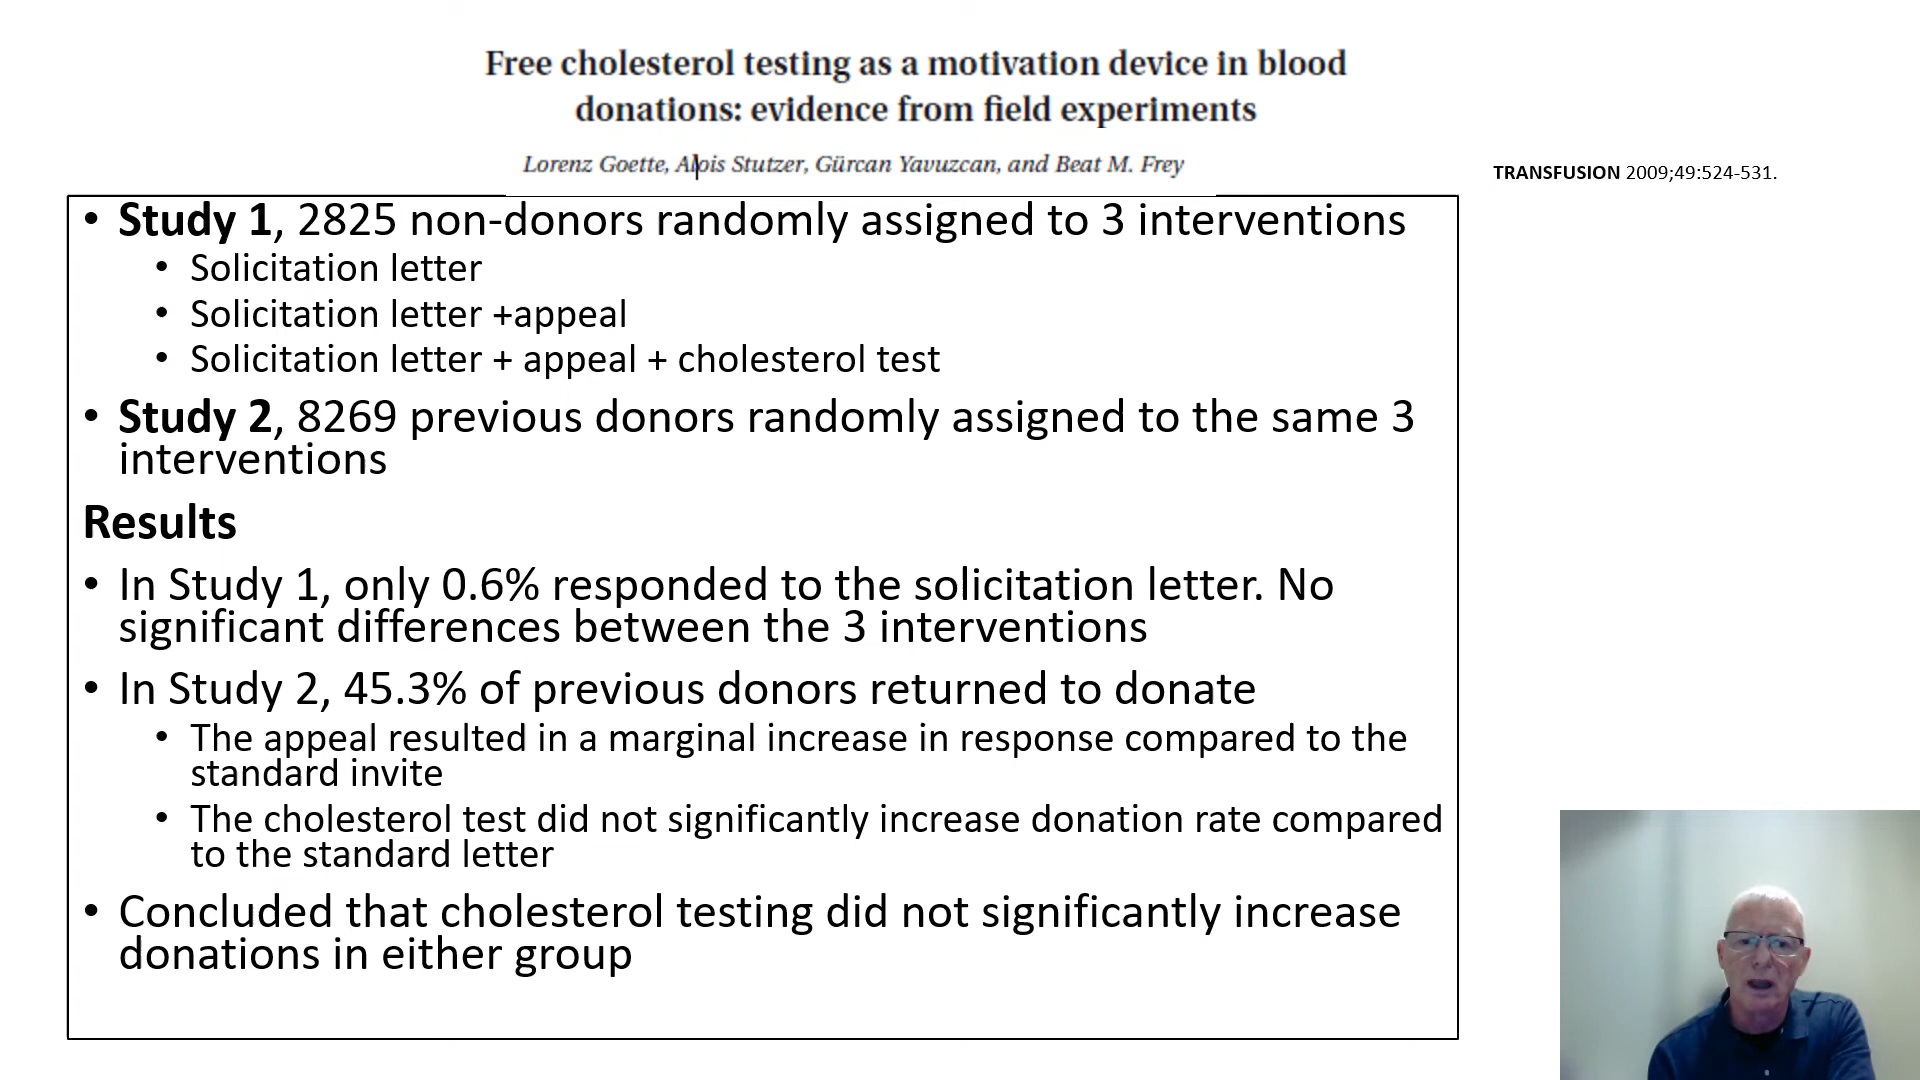 Free cholesterol testing as a motivation device in blood
donations: evidence from field experiments
Lorenz Goette, Alois Stutzer, Gürcan Yavuzcan, and Beat M. Frey
TRANSFUSION 2009;49:524-531.
• Study 1, 2825 non-donors randomly assigned to 3 interventions
• Solicitation letter
• Solicitation letter +appeal
• Solicitation letter + appeal + cholesterol test
• Study 2, 8269 previous donors randomly assigned to the same 3
interventions
Results
• In Study 1, only 0.6% responded to the solicitation letter. No
significant differences between the 3 interventions
• In Study 2, 45.3% of previous donors returned to donate
• The appeal resulted in a marginal increase in response compared to the
standard invite
• The cholesterol test did not significantly increase donation rate compared
to the standard letter
• Concluded that cholesterol testing did not significantly increase
donations in either group